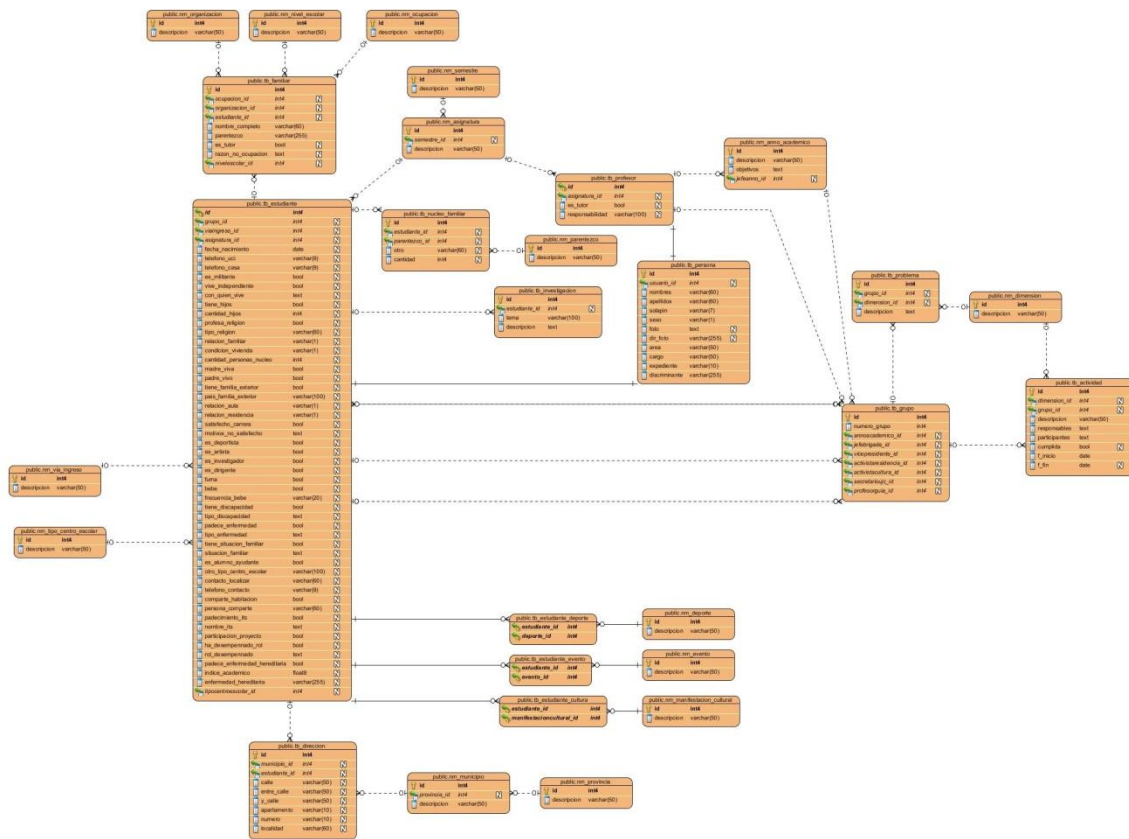 public.nm_organizacion
id int4
descripcion varchar(50)
public.nm_nivel_escolar
id int4
descripcion varchar(50)
public.nm_ocupacion
id int4
descripcion varchar(50)
public.tb_familiar
id int4
ocupacion_id int4 N
organizacion_id int4 N
estudiante_id int4 N
nombre_completo varchar(60)
parentezco varchar(255)
es_tutor bool N
razon_no_ocupacion text N
nivelescolar_id int4 N
public.nm_semestre
id int4
descripcion varchar(50)
public.nm_asignatura
id int4
semestre_id int4 N
descripcion varchar(50)
public.tb_profesor
id int4
asignatura_id int4 N
es_tutor bool N
responsabilidad varchar(100) N
public.nm_anno_academico
id int4
descripcion varchar(50)
objetivos text
jefeanno_id int4 N
public.tb_estudiante
id int4
grupo_id int4 N
viaingreso_id int4 N
asignatura_id int4 N
fecha_nacimiento date N
telefono_uci varchar(9) N
telefono_casa varchar(9) N
es_militante bool N
vive_independiente bool N
con_quien_vive text N
tiene_hijos bool N
cantidad_hijos int4 N
profesa_religion bool N
tipo_religion varchar(60) N
relacion_familiar varchar(1) N
condicion_vivienda varchar(1) N
cantidad_personas_nucleo int4 N
madre_viva bool N
padre_vivo bool N
tiene_familia_exterior bool N
pais_familia_exterior varchar(100) N
relacion_aula varchar(1) N
relacion_residencia varchar(1) N
satisfecho_carrera bool N
motivos_no_satisfecho text N
es_deportista bool N
es_artista bool N
es_investigador bool N
es_dirigente bool N
fuma bool N
bebe bool N
frecuencia_bebe varchar(20) N
tiene_discapacidad bool N
tipo_discapacidad text N
padece_enfermedad bool N
tipo_enfermedad text N
tiene_situacion_familiar bool N
situacion_familiar text N
es_alumno_ayudante bool N
otro_tipo_centro_escolar varchar(100) N
contacto_localizar varchar(60) N
telefono_contacto varchar(9) N
comparte_habitacion bool N
persona_comparte varchar(60) N
padecimiento_its bool N
nombre_its text N
participacion_proyecto bool N
ha_desempennado_rol bool N
rol_desempennado text N
padece_enfermedad_hereditaria bool N
indice_academico float8 N
enfermedad_hereditaria varchar(255) N
tipocentroescolar_id int4 N
public.tb_nucleo_familiar
id int4
estudiante_id int4 N
parentezco_id int4 N
otro varchar(60) N
cantidad int4 N
public.nm_parentezco
id int4
descripcion varchar(50)
public.tb_investigacion
id int4
estudiante_id int4 N
tema varchar(100)
descripcion text
public.tb_persona
id int4
usuario_id int4 N
nombres varchar(60)
apellidos varchar(60)
solapin varchar(7)
sexo varchar(1)
foto text N
dir_foto varchar(255) N
area varchar(50)
cargo varchar(50)
expediente varchar(10)
discriminante varchar(255)
public.tb_problema
id int4
grupo_id int4 N
dimension_id int4 N
descripcion text
public.nm_dimension
id int4
descripcion varchar(50)
public.tb_actividad
id int4
dimension_id int4 N
grupo_id int4 N
descripcion varchar(50)
responsables text
participantes text
cumplida bool N
f_inicio date
f_fin date N
public.tb_grupo
id int4
numero_grupo int4
annoacademico_id int4 N
jefebrigada_id int4 N
vicepresidente_id int4 N
activistaresidencia_id int4 N
activistacultura_id int4 N
secretarioujc_id int4 N
profesorguia_id int4 N
public.nm_via_ingreso
id int4
descripcion varchar(50)
public.nm_tipo_centro_escolar
id int4
descripcion varchar(50)
public.tb_estudiante_deporte
estudiante_id int4
deporte_id int4
public.nm_deporte
id int4
descripcion varchar(50)
public.tb_estudiante_evento
estudiante_id int4
evento_id int4
public.nm_evento
id int4
descripcion varchar(50)
public.tb_estudiante_cultura
estudiante_id int4
manifestacioncultural_id int4
public.nm_manifestacion_cultural
id int4
descripcion varchar(50)
public.tb_direccion
id int4
municipio_id int4 N
estudiante_id int4 N
calle varchar(50) N
entre_calle varchar(50) N
y_calle varchar(50) N
apartamento varchar(10) N
numero varchar(10) N
localidad varchar(60) N
public.nm_municipio
id int4
provincia_id int4 N
descripcion varchar(50)
public.nm_provincia
id int4
descripcion varchar(50)